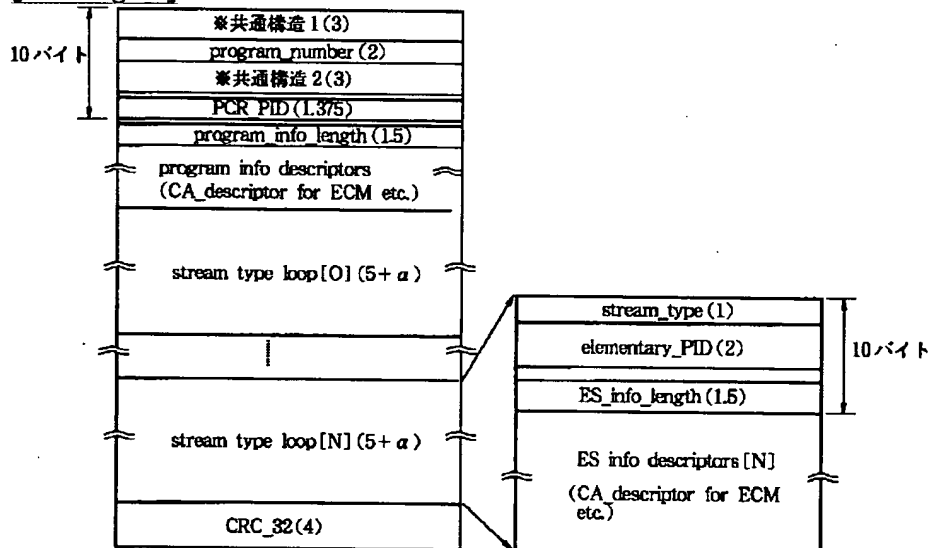 ※共通構造1(3)
10バイト
program_number(2)
※共通構造2(3)
PCR_PID(1.375)
program_info_length(1.5)
program info descriptors
(CA_descriptor for ECM etc.)
stream type loop[0](5+α)
stream type loop[N](5+α)
CRC_32(4)
stream_type(1)
elementary_PID(2)
10バイト
ES_info_length(1.5)
ES info descriptors[N]
(CA_descriptor for ECM
etc.)